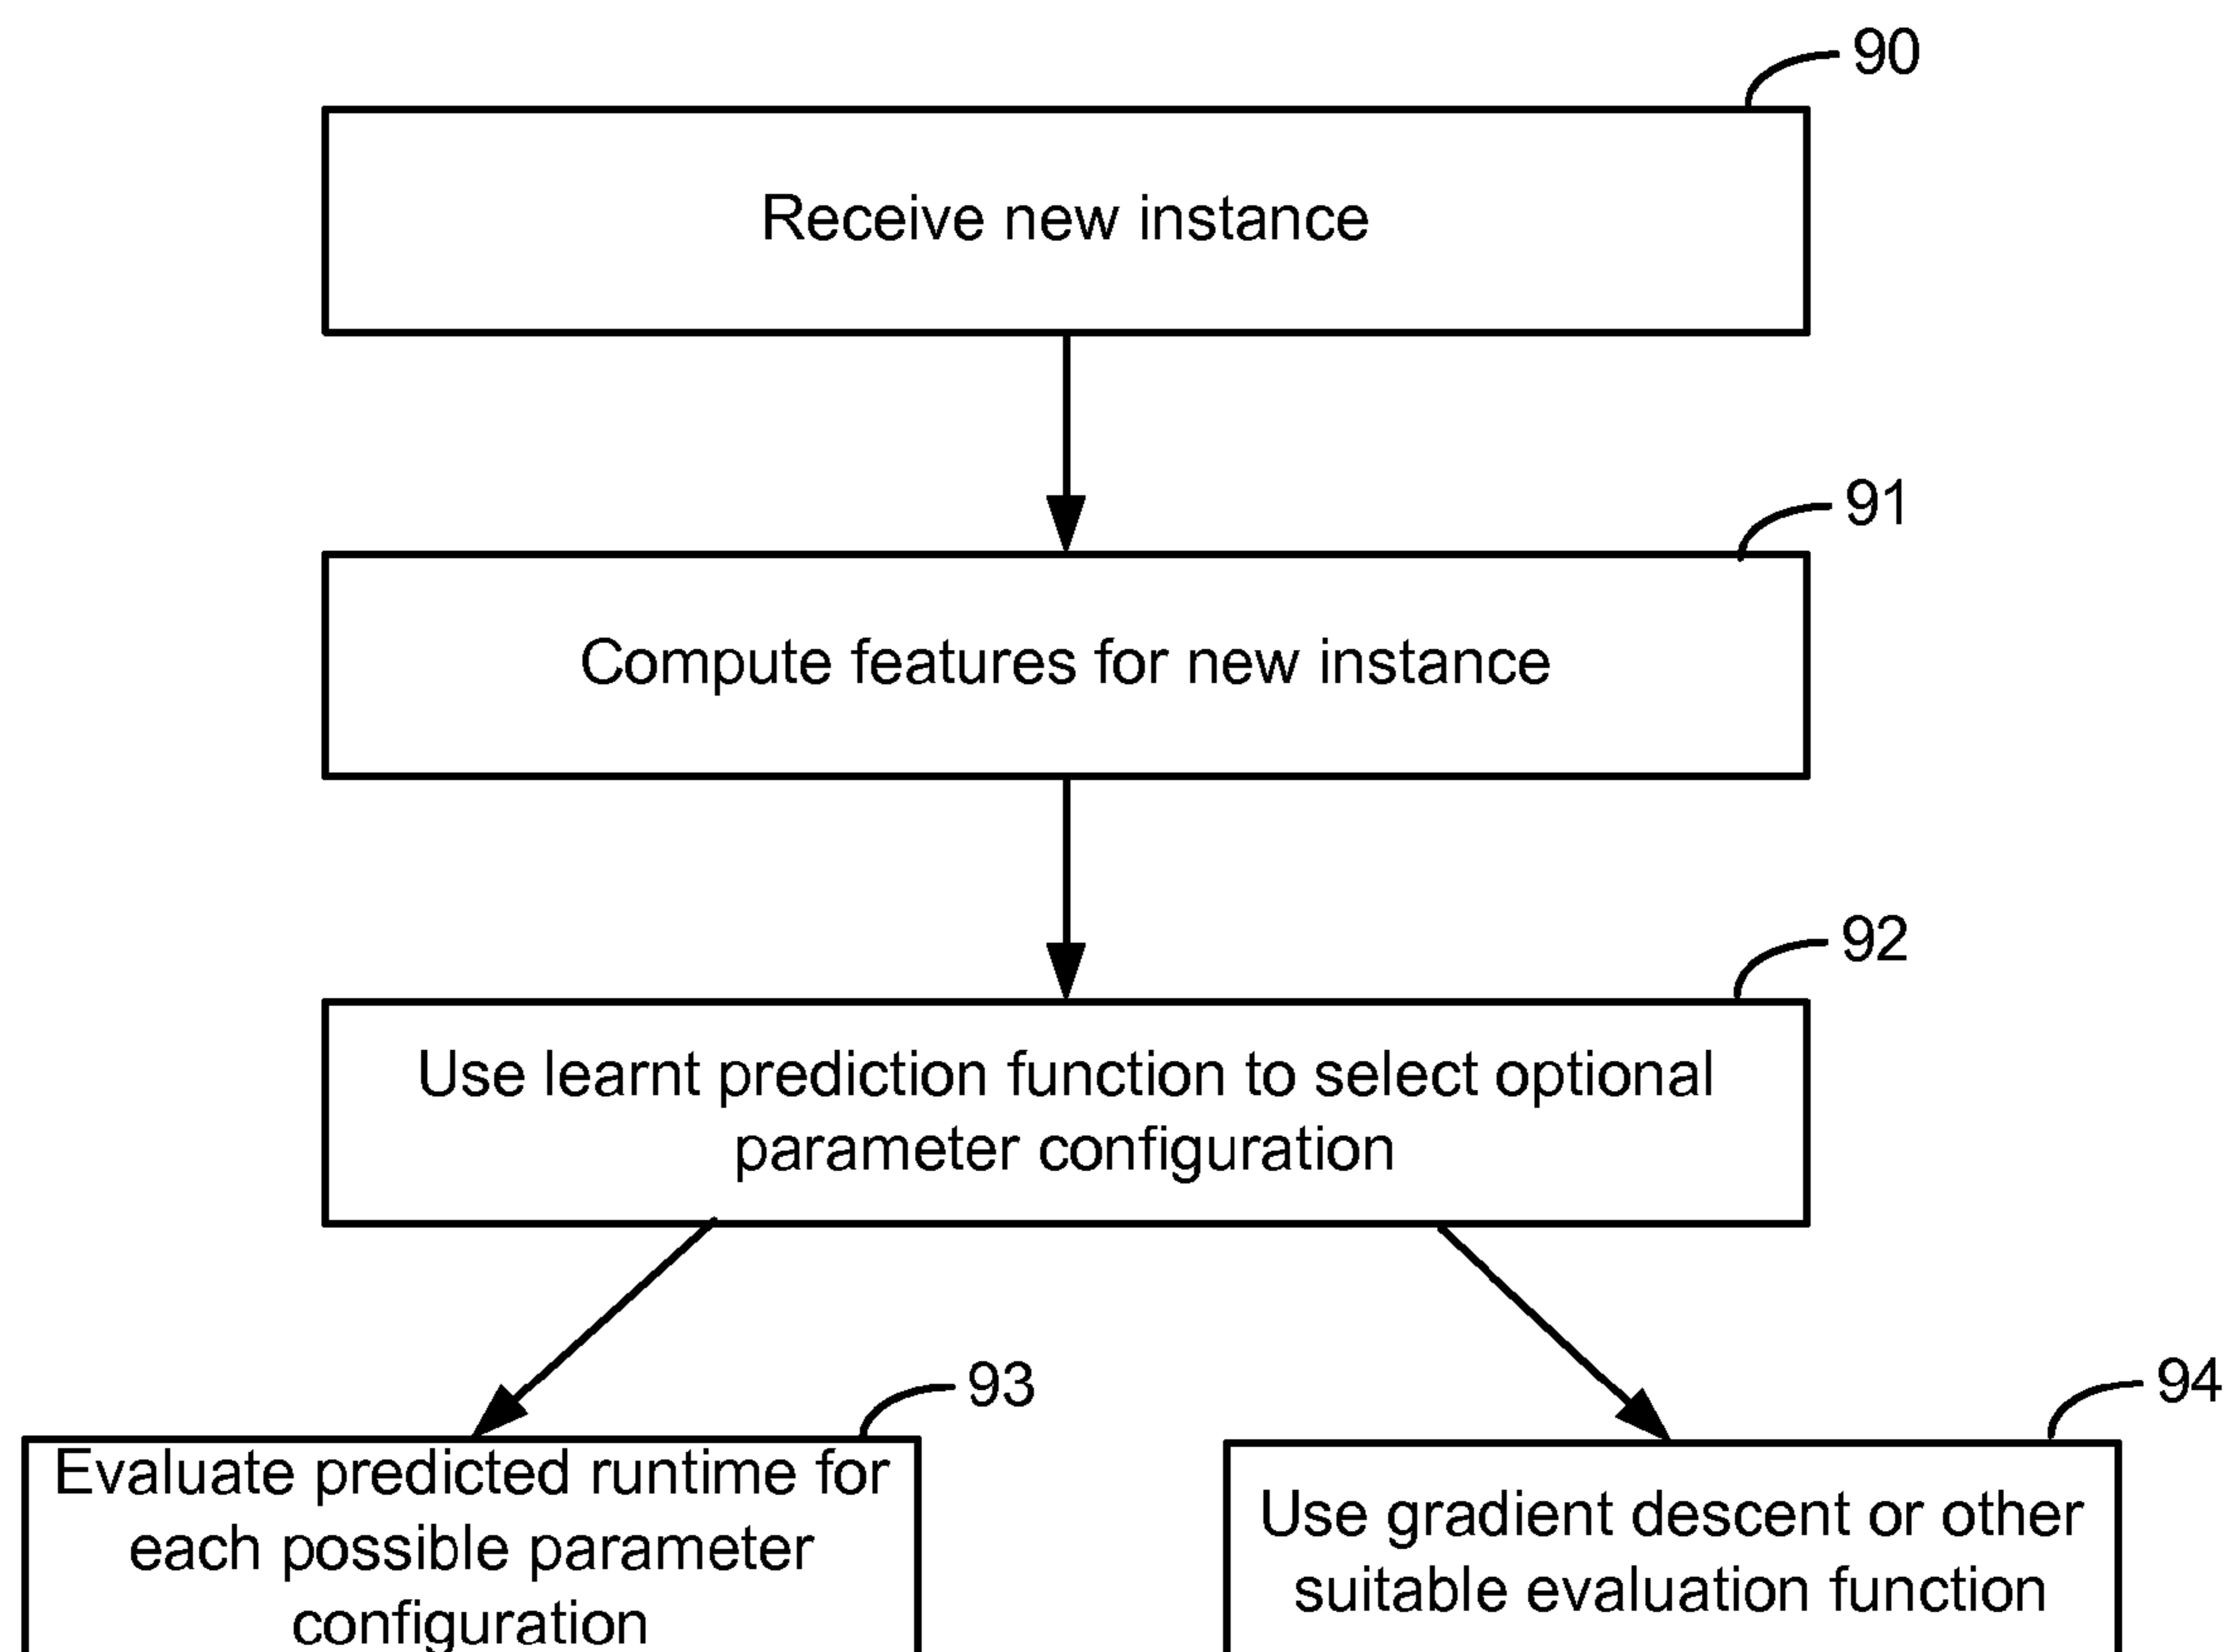 90
Receive new instance
91
Compute features for new instance
92
Use learnt prediction function to select optional
parameter configuration
93
Evaluate predicted runtime for
each possible parameter
configuration
94
Use gradient descent or other
suitable evaluation function